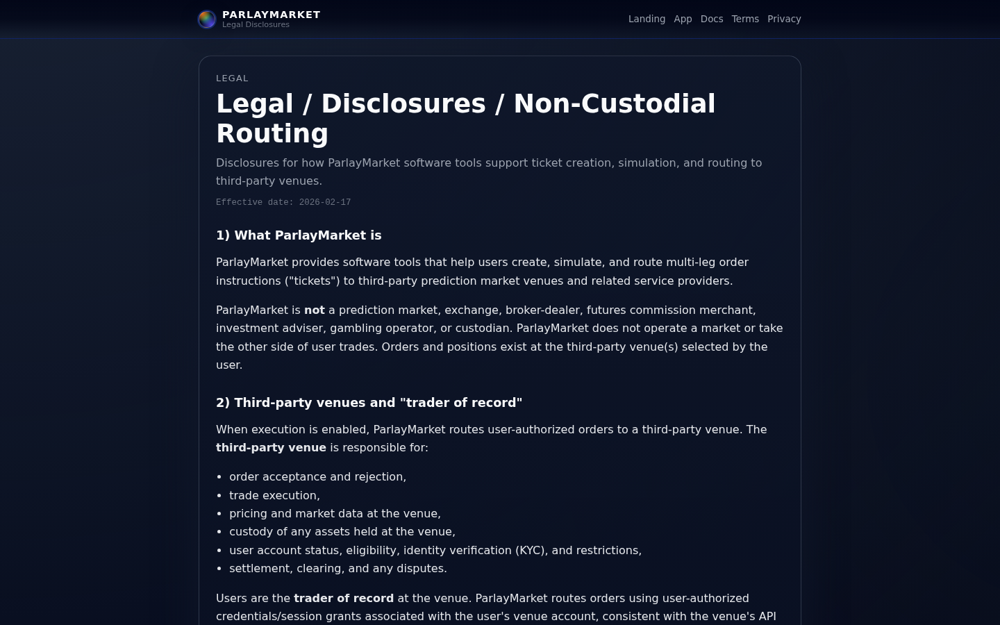 PARLAYMARKET
Legal Disclosures
Landing App Docs Terms Privacy
LEGAL
Legal / Disclosures / Non-Custodial
Routing
Disclosures for how ParlayMarket software tools support ticket creation, simulation, and routing to
third-party venues.
Effective date: 2026-02-17
1) What ParlayMarket is
ParlayMarket provides software tools that help users create, simulate, and route multi-leg order
instructions ("tickets") to third-party prediction market venues and related service providers.
ParlayMarket is not a prediction market, exchange, broker-dealer, futures commission merchant,
investment adviser, gambling operator, or custodian. ParlayMarket does not operate a market or take
the other side of user trades. Orders and positions exist at the third-party venue(s) selected by the
user.
2) Third-party venues and "trader of record"
When execution is enabled, ParlayMarket routes user-authorized orders to a third-party venue. The
third-party venue is responsible for:
• order acceptance and rejection,
• trade execution,
• pricing and market data at the venue,
• custody of any assets held at the venue,
• user account status, eligibility, identity verification (KYC), and restrictions,
• settlement, clearing, and any disputes.
Users are the trader of record at the venue. ParlayMarket routes orders using user-authorized
credentials/session grants associated with the user's venue account, consistent with the venue's API